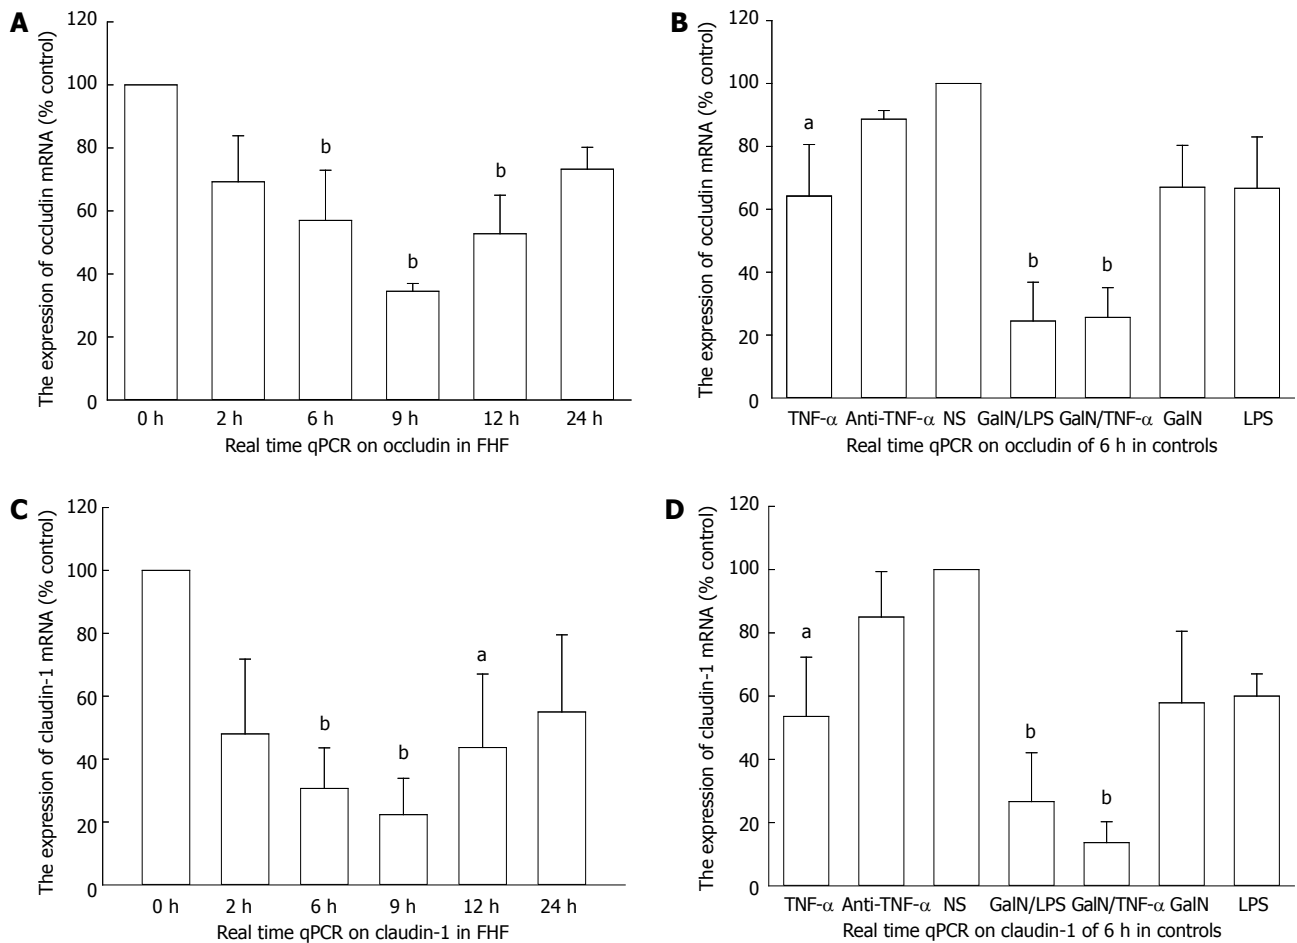 A
The expression of occludin mRNA (% control)
120
100
80
60
40
20
0
b
b
b
0 h 2 h 6 h 9 h 12 h 24 h
Real time qPCR on occludin in FHF
B
The expression of occludin mRNA (% control)
120
100
80
60
40
20
0
a
b
b
TNF-α Anti-TNF-α NS GalN/LPS GalN/TNF-α GalN LPS
Real time qPCR on occludin of 6 h in controls
C
The expression of claudin-1 mRNA (% control)
120
100
80
60
40
20
0
b
b
a
0 h 2 h 6 h 9 h 12 h 24 h
Real time qPCR on claudin-1 in FHF
D
The expression of claudin-1 mRNA (% control)
120
100
80
60
40
20
0
a
b
b
TNF-α Anti-TNF-α NS GalN/LPS GalN/TNF-α GalN LPS
Real time qPCR on claudin-1 of 6 h in controls